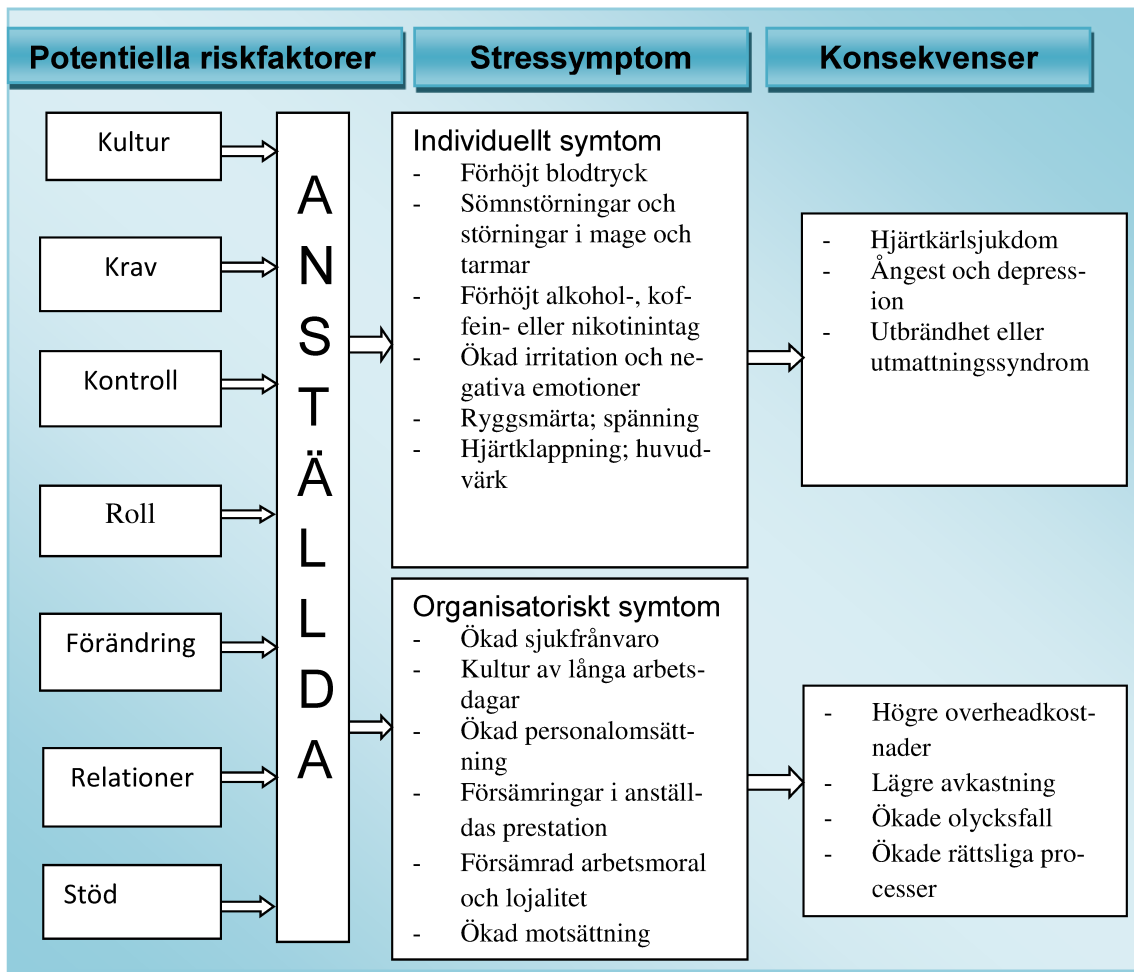 Potentiella riskfaktorer
Stressymptom
Konsekvenser
Kultur
Krav
Kontroll
Roll
Förändring
Relationer
Stöd
A
N
S
T
Ä
L
L
D
A
Individuellt symtom
- Förhöjt blodtryck
- Sömnstörningar och
störningar i mage och
tarmar
- Förhöjt alkohol-, kof-
fein- eller nikotinintag
- Ökad irritation och ne-
gativa emotioner
- Ryggsmärta; spänning
- Hjärtklappning; huvud-
värk
Organisatoriskt symtom
- Ökad sjukfrånvaro
- Kultur av långa arbets-
dagar
- Ökad personalomsätt-
ning
- Försämringar i anställ-
das prestation
- Försämrad arbetsmoral
och lojalitet
- Ökad motsättning
- Hjärtkärlsjukdom
- Ångest och depress-
ion
- Utbrändhet eller
utmattningssyndrom
- Högre overheadkost-
nader
- Lägre avkastning
- Ökade olycksfall
- Ökade rättsliga pro-
cesser